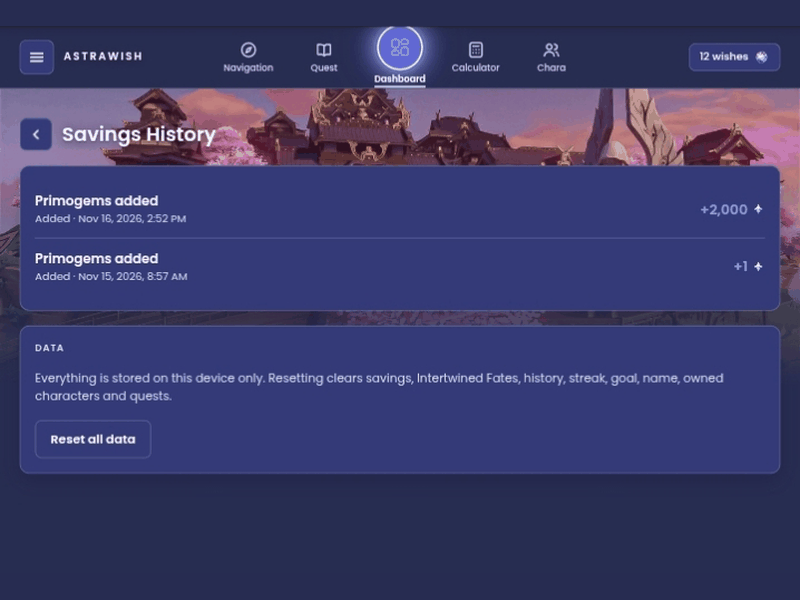 ASTRAWISH
Navigation
Quest
Dashboard
Calculator
Chara
12 wishes
Savings History
Primogems added
Added · Nov 16, 2026, 2:52 PM
+2,000
Primogems added
Added · Nov 15, 2026, 8:57 AM
+1
DATA
Everything is stored on this device only. Resetting clears savings, Intertwined Fates, history, streak, goal, name, owned
characters and quests.
Reset all data